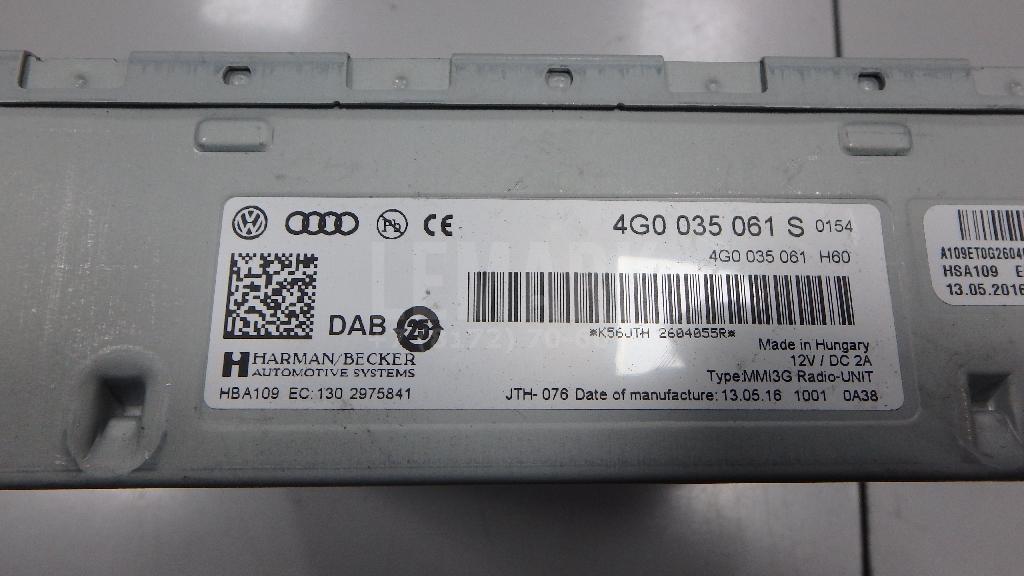 4G0 035 061 S 0154
4G0 035 061 H60
DAB 25
*K56JTH 2604055R*
Made in Hungary
12V / DC 2A
HARMAN/BECKER
AUTOMOTIVE SYSTEMS
Type:MMI3G Radio-UNIT
HBA109 EC: 130 2975841
JTH- 076 Date of manufacture: 13.05.16 1001 0A38
HSA109 E
13.05.2016